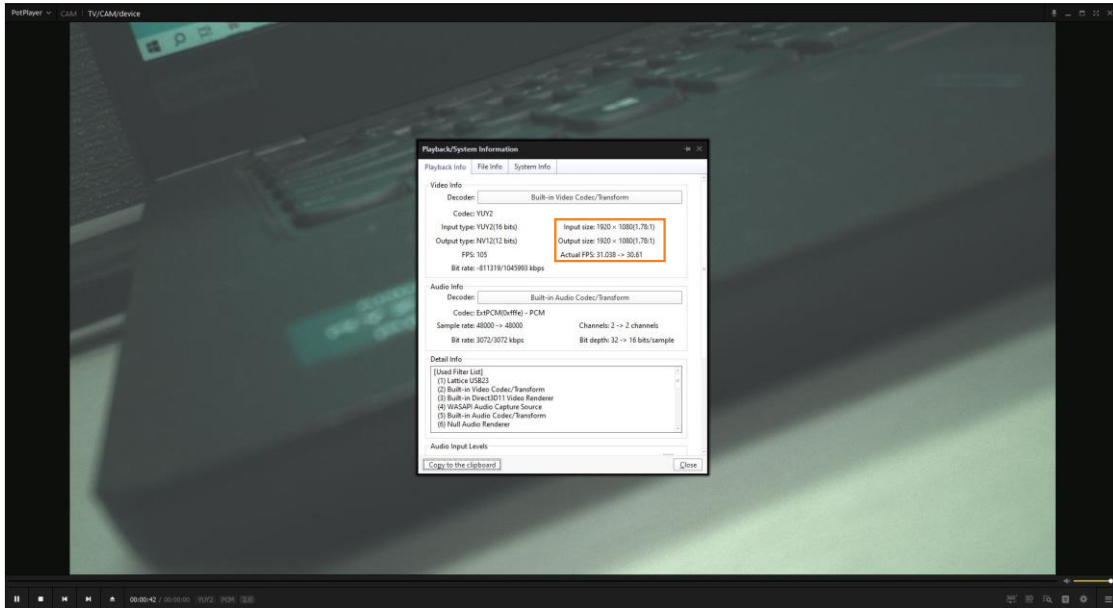 PotPlayer CAM TV/CAM/device
Playback/System Information
Playback Info File Info System Info
Video Info
Decoder: Built-in Video Codec/Transform
Codec: YUY2
Input type: YUY2(16 bits) Input size: 1920 × 1080(1.78:1)
Output type: NV12(12 bits) Output size: 1920 × 1080(1.78:1)
FPS: 105 Actual FPS: 31.038 -> 30.61
Bit rate: -811319/1045993 kbps
Audio Info
Decoder: Built-in Audio Codec/Transform
Codec: ExtPCM(0xfffe) - PCM
Sample rate: 48000 -> 48000 Channels: 2 -> 2 channels
Bit rate: 3072/3072 kbps Bit depth: 32 -> 16 bits/sample
Detail Info
[Used Filter List]
(1) Lattice USB23
(2) Built-in Video Codec/Transform
(3) Built-in Direct3D11 Video Renderer
(4) WASAPI Audio Capture Source
(5) Built-in Audio Codec/Transform
(6) Null Audio Renderer
Audio Input Levels
Copy to the clipboard Close
00:00:42 / 00:00:00 YUY2 PCM 2.0